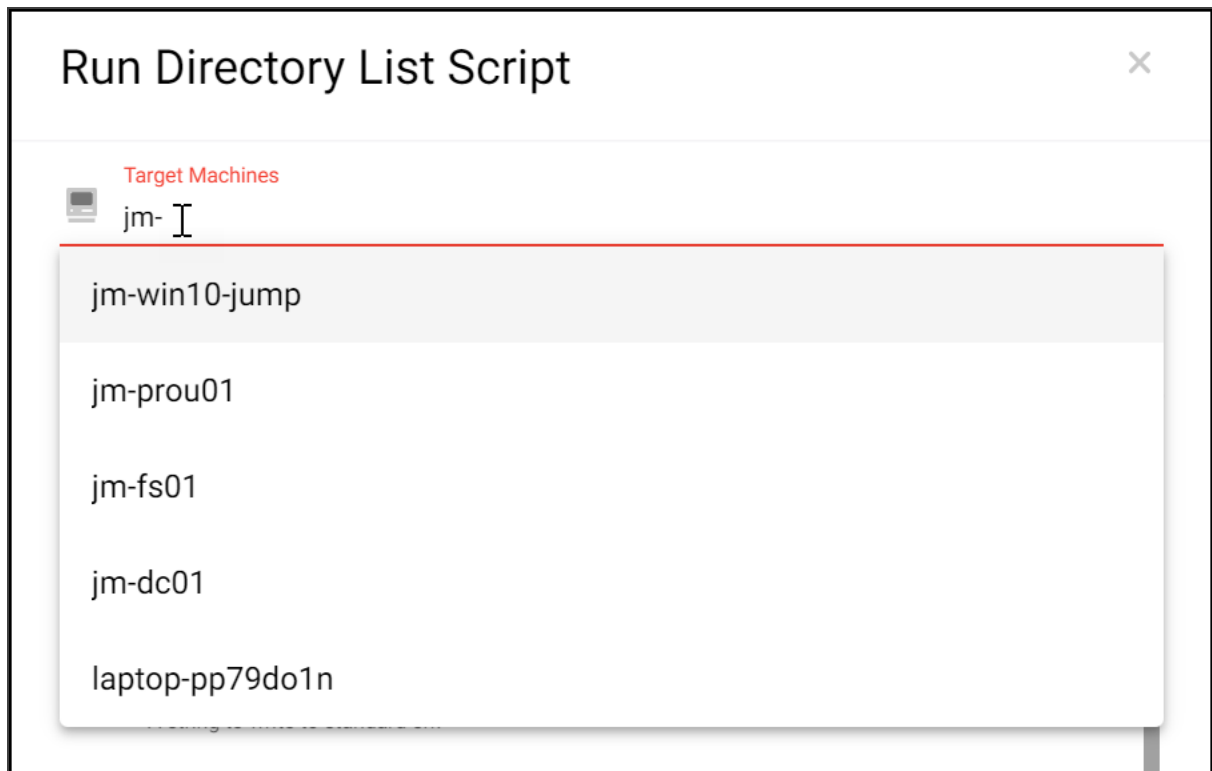 Run Directory List Script
Target Machines
jm-
jm-win10-jump
jm-prou01
jm-fs01
jm-dc01
laptop-pp79do1n